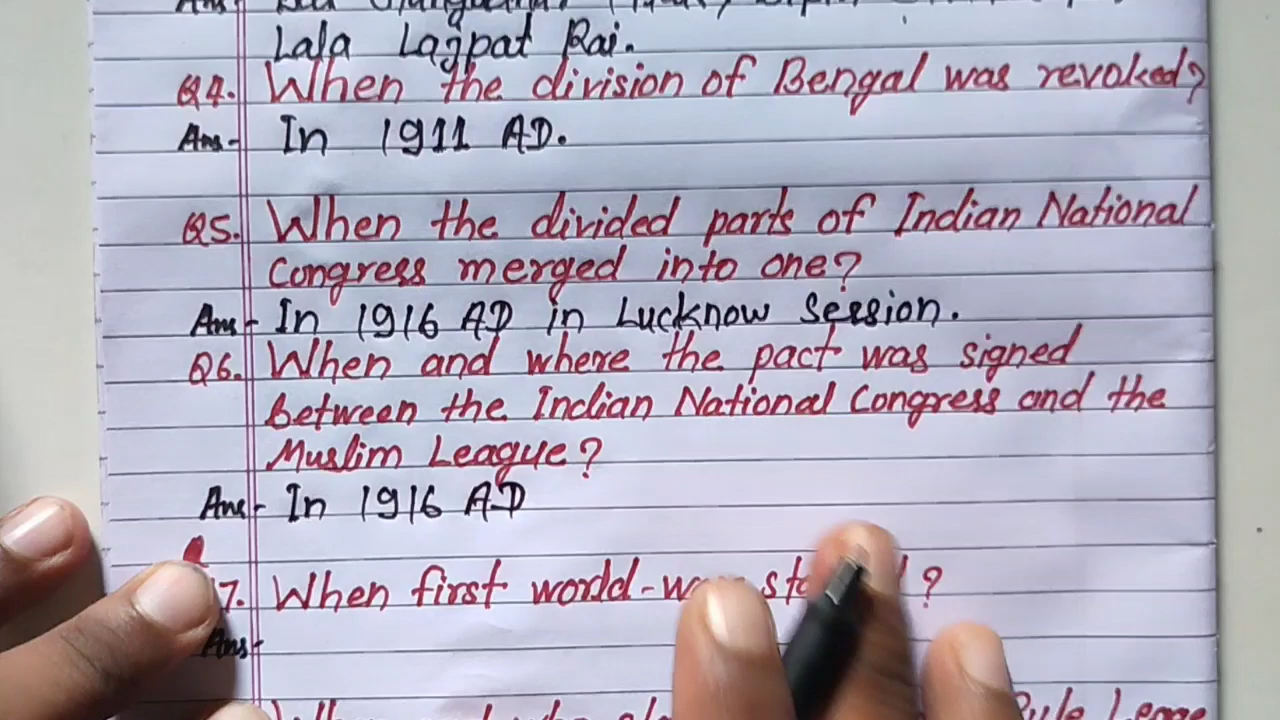 Lala Lajpat Rai.
Q4. When the division of Bengal was revoked?
Ans- In 1911 AD.
Q5. When the divided parts of Indian National
Congress merged into one?
Ans- In 1916 AD in Lucknow Session.
Q6. When and where the pact was signed
between the Indian National Congress and the
Muslim League?
Ans- In 1916 AD
7. When first world-war ?
Ans-